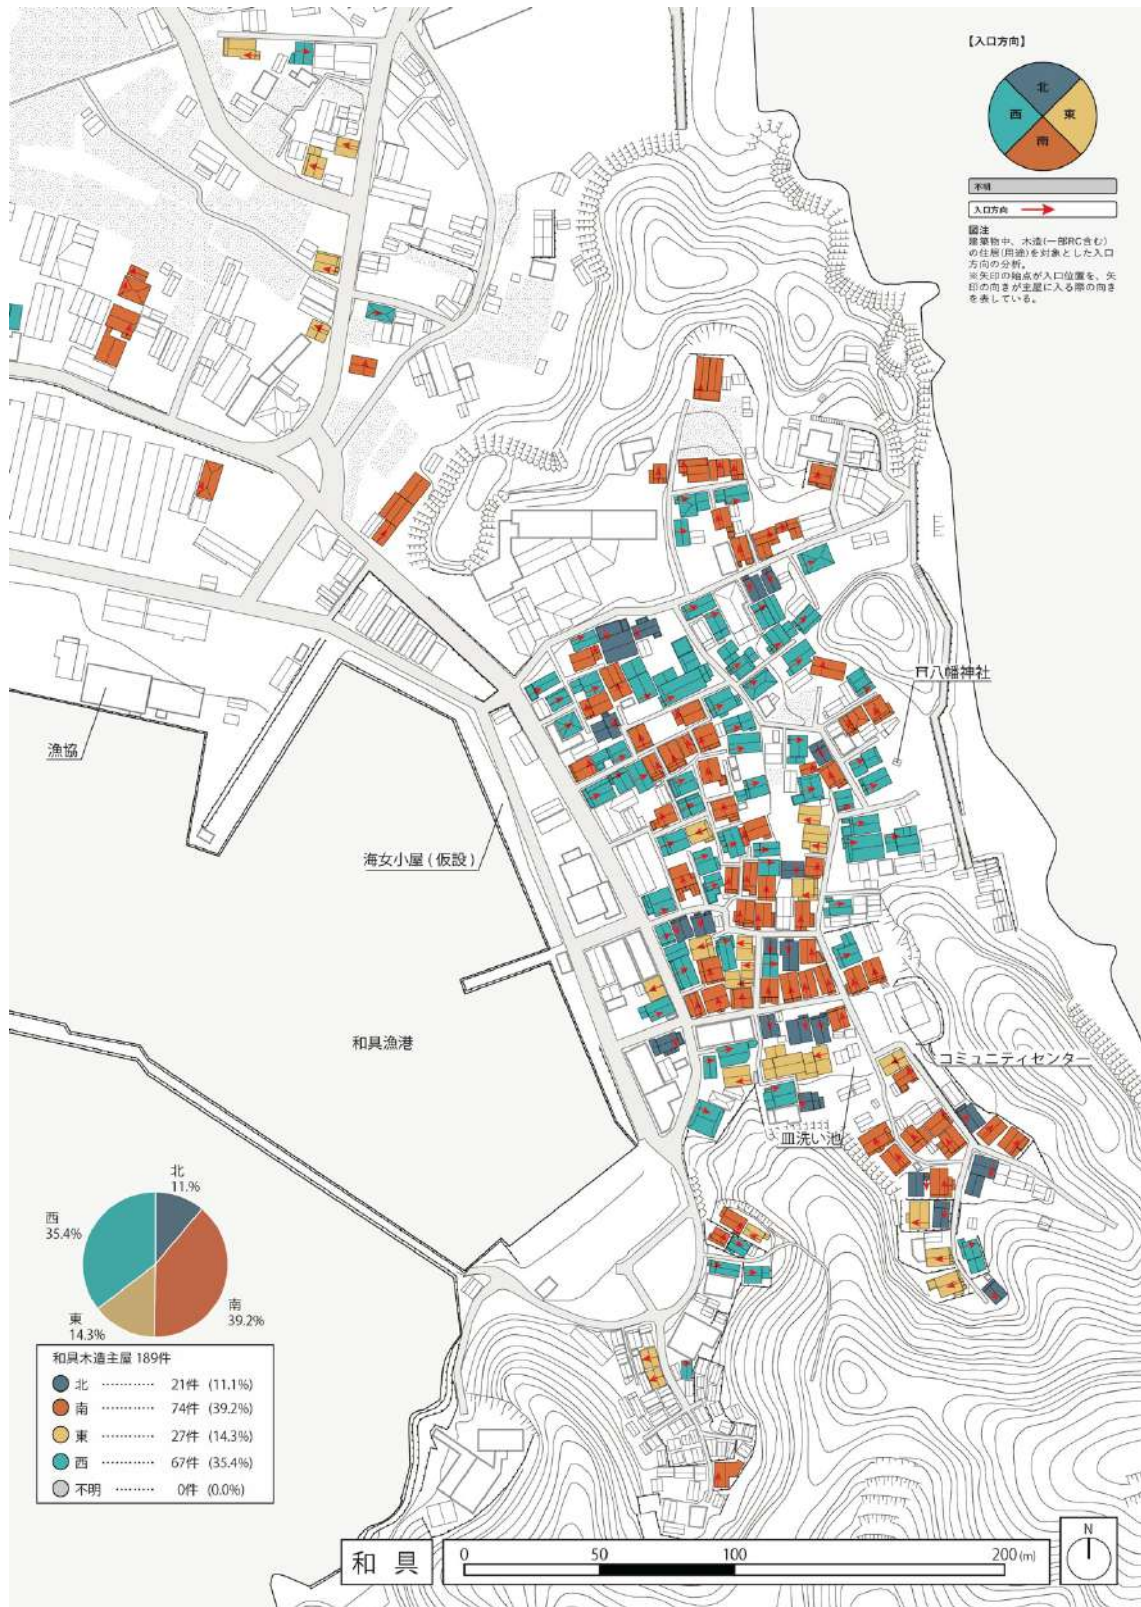 【入口方向】
北
西
東
南
不明
入口方向
図注
建築物中、木造(一部RC含む)
の住居(用途)を対象とした入口
方向の分析。
※矢印の始点が入口位置を、矢
印の向きが主屋に入る際の向き
を表している。
八幡神社
漁協
海女小屋(仮設)
和具漁港
コミュニティセンター
皿洗い池
北
11.%
西
35.4%
東
14.3%
南
39.2%
和具木造主屋 189件
北 ………… 21件 (11.1%)
南 ………… 74件 (39.2%)
東 ………… 27件 (14.3%)
西 ………… 67件 (35.4%)
不明 ……… 0件 (0.0%)
和 具
0 50 100 200(m)
N